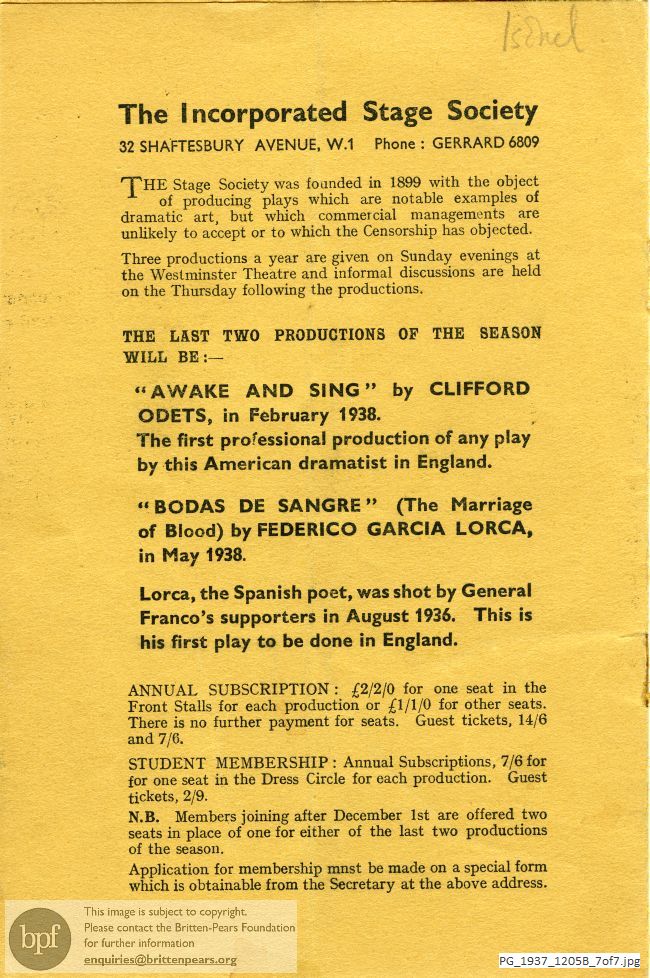 The Incorporated Stage Society
32 SHAFTESBURY AVENUE, W.1 Phone : GERRARD 6809
THE Stage Society was founded in 1899 with the object
of producing plays which are notable examples of
dramatic art, but which commercial managements are
unlikely to accept or to which the Censorship has objected.
Three productions a year are given on Sunday evenings at
the Westminster Theatre and informal discussions are held
on the Thursday following the productions.
THE LAST TWO PRODUCTIONS OF THE SEASON
WILL BE :—
“AWAKE AND SING” by CLIFFORD
ODETS, in February 1938.
The first professional production of any play
by this American dramatist in England.
“BODAS DE SANGRE” (The Marriage
of Blood) by FEDERICO GARCIA LORCA,
in May 1938.
Lorca, the Spanish poet, was shot by General
Franco's supporters in August 1936. This is
his first play to be done in England.
ANNUAL SUBSCRIPTION : £2/2/0 for one seat in the
Front Stalls for each production or £1/1/0 for other seats.
There is no further payment for seats. Guest tickets, 14/6
and 7/6.
STUDENT MEMBERSHIP : Annual Subscriptions, 7/6 for
for one seat in the Dress Circle for each production. Guest
tickets, 2/9.
N.B. Members joining after December 1st are offered two
seats in place of one for either of the last two productions
of the season.
Application for membership mnst be made on a special form
which is obtainable from the Secretary at the above address.
bpf
This image is subject to copyright.
Please contact the Britten-Pears Foundation
for further information
enquiries@brittenpears.org
PG_1937_1205B_7of7.jpg